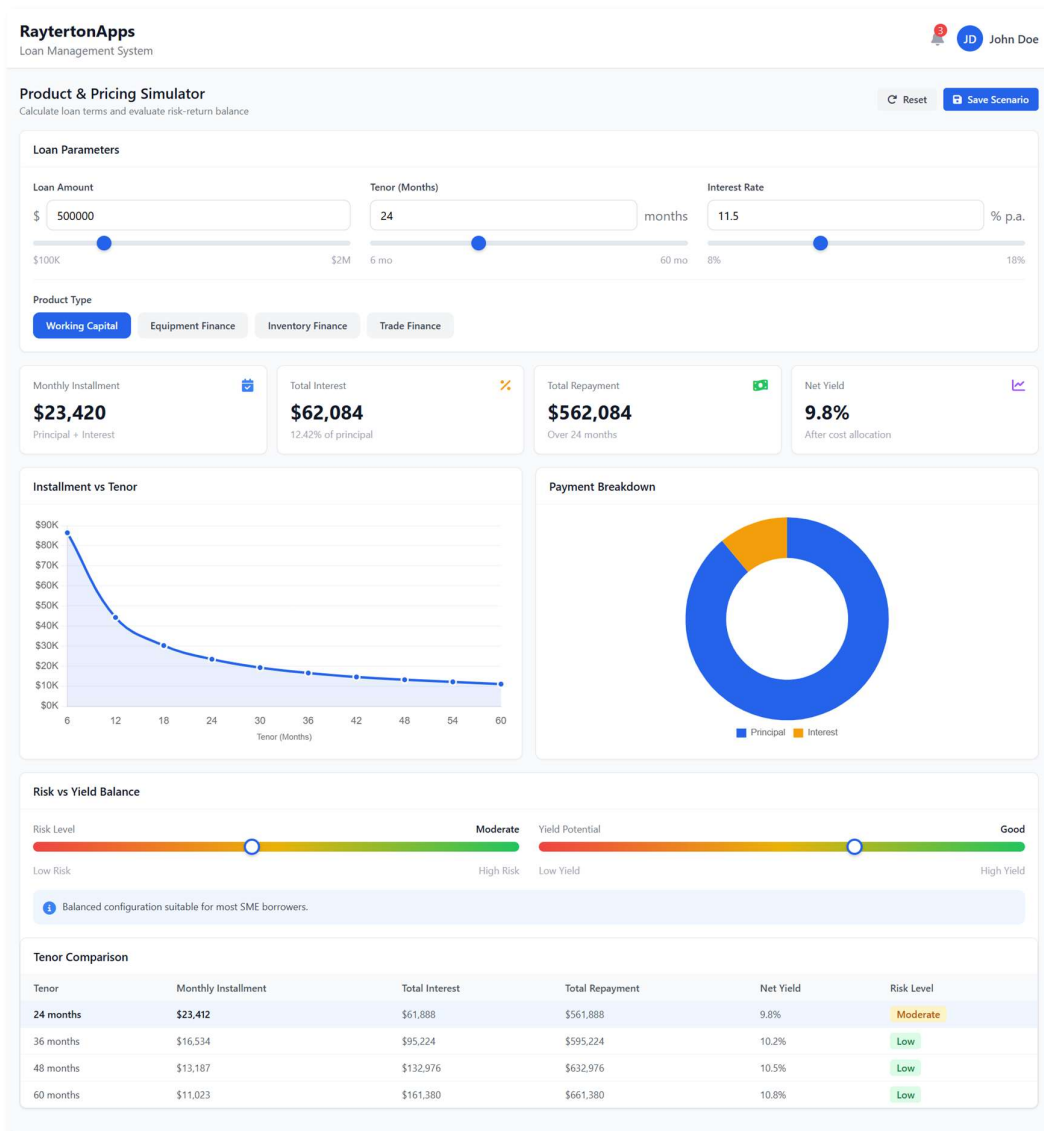 RaytertonApps
Loan Management System
3
JD
John Doe
Product & Pricing Simulator
Calculate loan terms and evaluate risk-return balance
Reset
Save Scenario
Loan Parameters
Loan Amount
$ 500000
$100K $2M
Tenor (Months)
24 months
6 mo 60 mo
Interest Rate
11.5 % p.a.
8% 18%
Product Type
Working Capital
Equipment Finance
Inventory Finance
Trade Finance
Monthly Installment
$23,420
Principal + Interest
Total Interest
$62,084
12.42% of principal
Total Repayment
$562,084
Over 24 months
Net Yield
9.8%
After cost allocation
Installment vs Tenor
$90K
$80K
$70K
$60K
$50K
$40K
$30K
$20K
$10K
$0K
6 12 18 24 30 36 42 48 54 60
Tenor (Months)
Payment Breakdown
Principal Interest
Risk vs Yield Balance
Risk Level Moderate
Low Risk High Risk
Yield Potential Good
Low Yield High Yield
Balanced configuration suitable for most SME borrowers.
Tenor Comparison
Tenor Monthly Installment Total Interest Total Repayment Net Yield Risk Level
24 months $23,412 $61,888 $561,888 9.8% Moderate
36 months $16,534 $95,224 $595,224 10.2% Low
48 months $13,187 $132,976 $632,976 10.5% Low
60 months $11,023 $161,380 $661,380 10.8% Low